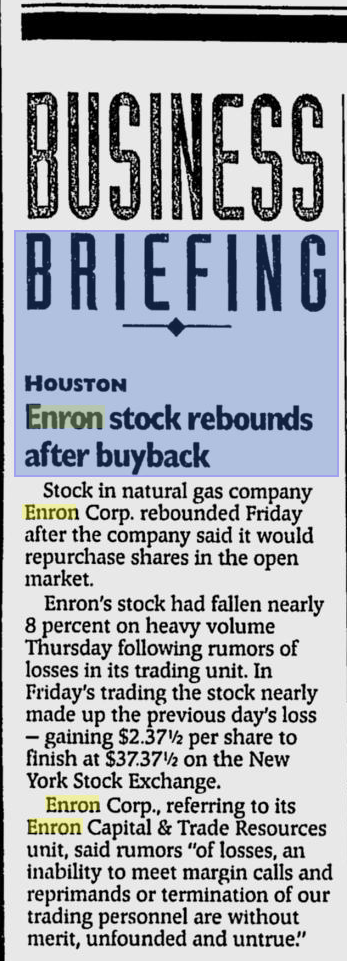 BUSINESS
BRIEFING
HOUSTON
Enron stock rebounds
after buyback
Stock in natural gas company
Enron Corp. rebounded Friday
after the company said it would
repurchase shares in the open
market.
Enron's stock had fallen nearly
8 percent on heavy volume
Thursday following rumors of
losses in its trading unit. In
Friday's trading the stock nearly
made up the previous day's loss
— gaining $2.37½ per share to
finish at $37.37½ on the New
York Stock Exchange.
Enron Corp., referring to its
Enron Capital & Trade Resources
unit, said rumors "of losses, an
inability to meet margin calls and
reprimands or termination of our
trading personnel are without
merit, unfounded and untrue."